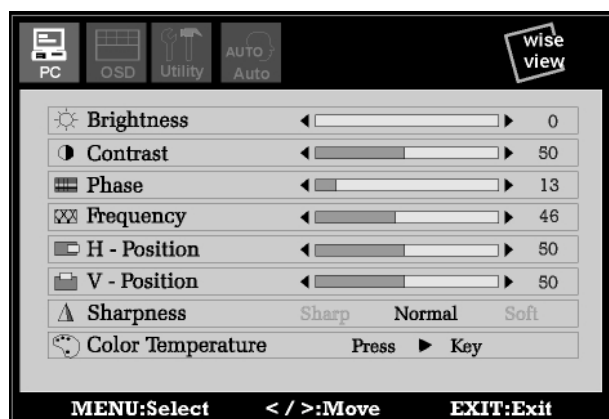 PC OSD Utility AUTO Auto wise view
Brightness 0
Contrast 50
Phase 13
Frequency 46
H - Position 50
V - Position 50
Sharpness Sharp Normal Soft
Color Temperature Press ▶ Key
MENU:Select < / >:Move EXIT:Exit